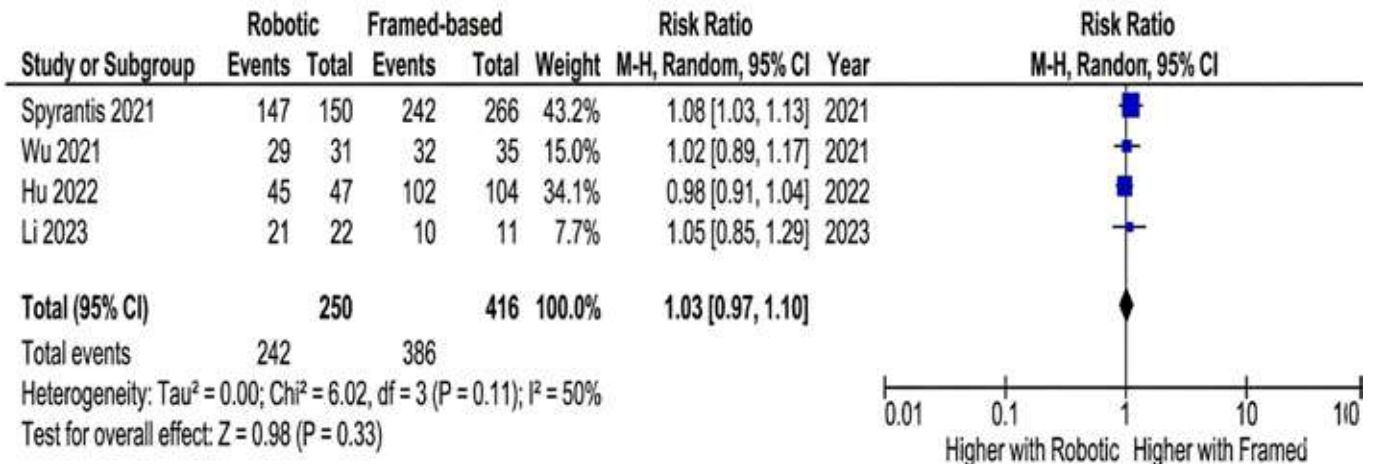 Robotic Framed-based Risk Ratio Risk Ratio
Study or Subgroup Events Total Events Total Weight M-H, Random, 95% CI Year M-H, Random, 95% CI
Spyrantis 2021 147 150 242 266 43.2% 1.08 [1.03, 1.13] 2021
Wu 2021 29 31 32 35 15.0% 1.02 [0.89, 1.17] 2021
Hu 2022 45 47 102 104 34.1% 0.98 [0.91, 1.04] 2022
Li 2023 21 22 10 11 7.7% 1.05 [0.85, 1.29] 2023
Total (95% CI) 250 416 100.0% 1.03 [0.97, 1.10]
Total events 242 386
Heterogeneity: Tau² = 0.00; Chi² = 6.02, df = 3 (P = 0.11); I² = 50%
Test for overall effect: Z = 0.98 (P = 0.33)
0.01 0.1 1 10 100
Higher with Robotic Higher with Framed